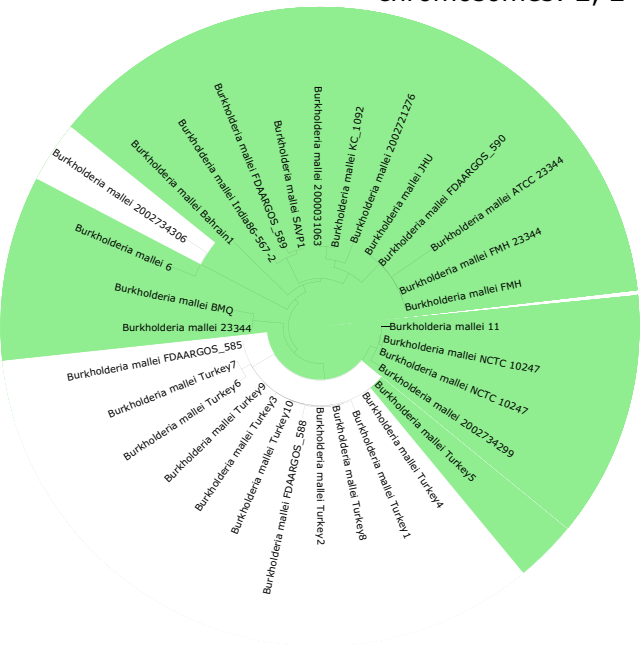 Burkholderia mallei 2000031063
Burkholderia mallei KC_1092
Burkholderia mallei 2002721276
Burkholderia mallei JHU
Burkholderia mallei FDAARGOS_590
Burkholderia mallei ATCC 23344
Burkholderia mallei FMH 23344
Burkholderia mallei FMH
Burkholderia mallei 11
Burkholderia mallei NCTC 10247
Burkholderia mallei NCTC 10247
Burkholderia mallei 2002734299
Burkholderia mallei Turkey5
Burkholderia mallei Turkey4
Burkholderia mallei Turkey1
Burkholderia mallei Turkey8
Burkholderia mallei Turkey2
Burkholderia mallei FDAARGOS_588
Burkholderia mallei Turkey10
Burkholderia mallei Turkey3
Burkholderia mallei Turkey9
Burkholderia mallei Turkey6
Burkholderia mallei Turkey7
Burkholderia mallei FDAARGOS_585
Burkholderia mallei 23344
Burkholderia mallei BMQ
Burkholderia mallei 6
Burkholderia mallei 2002734306
Burkholderia mallei Bahrain1
Burkholderia mallei India86-567-2
Burkholderia mallei FDAARGOS_589
Burkholderia mallei SAVP1